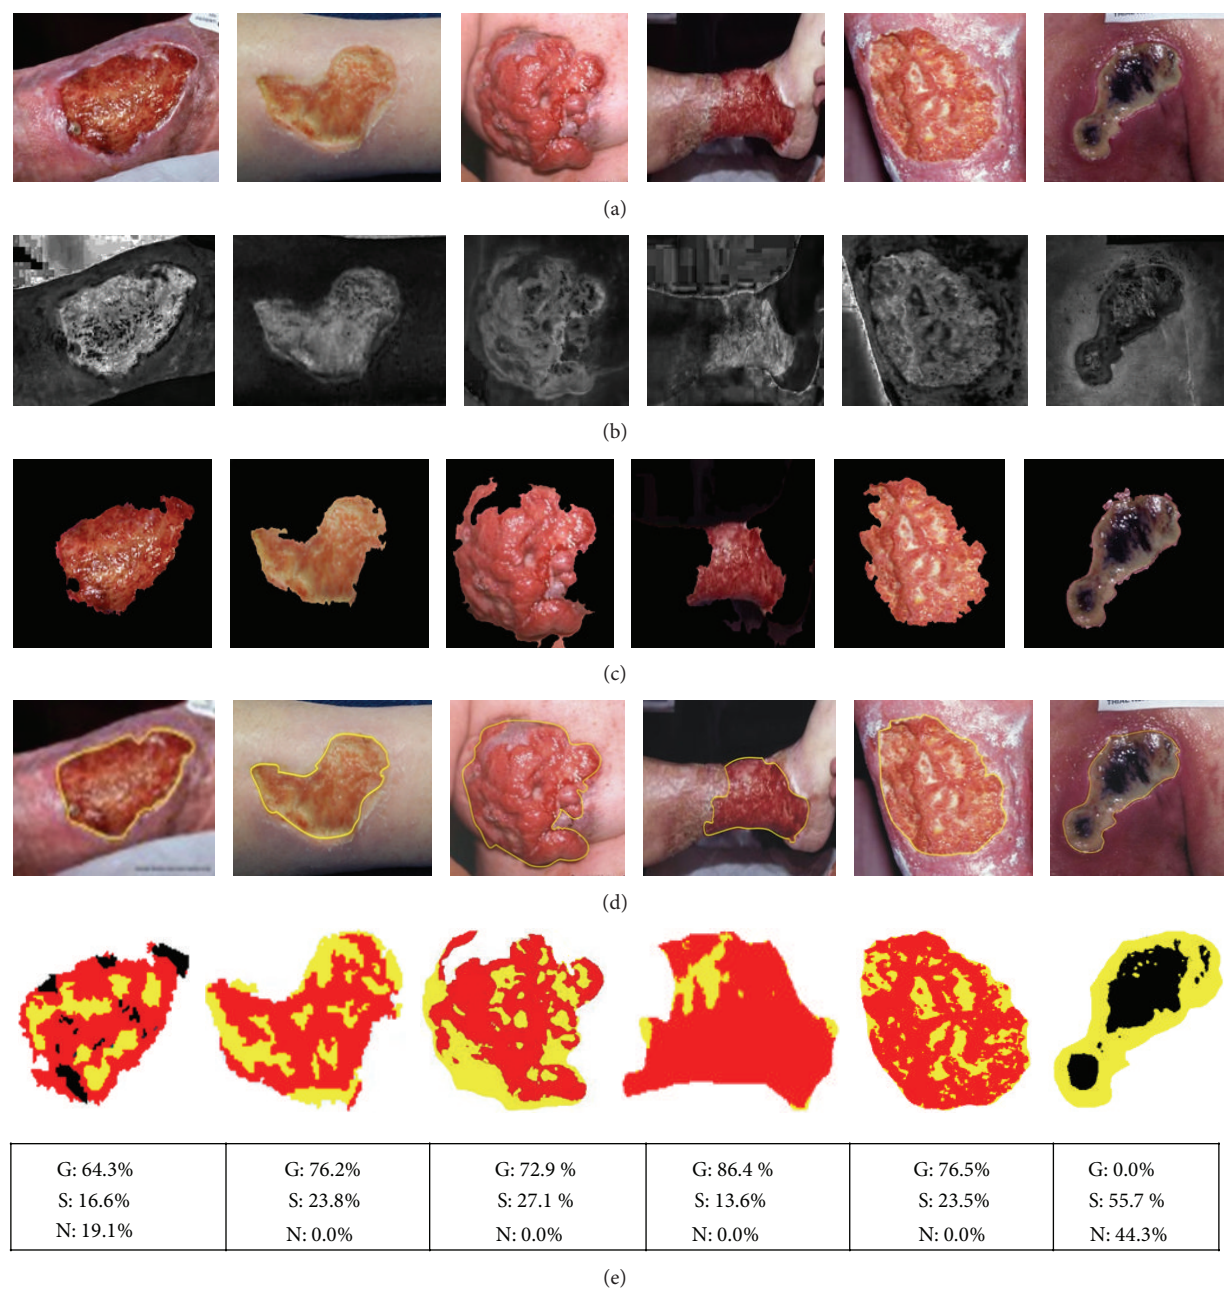 (a)
(b)
(c)
(d)
G: 64.3% G: 76.2% G: 72.9 % G: 86.4 % G: 76.5% G: 0.0%
S: 16.6% S: 23.8% S: 27.1 % S: 13.6% S: 23.5% S: 55.7 %
N: 19.1% N: 0.0% N: 0.0% N: 0.0% N: 0.0% N: 44.3%
(e)